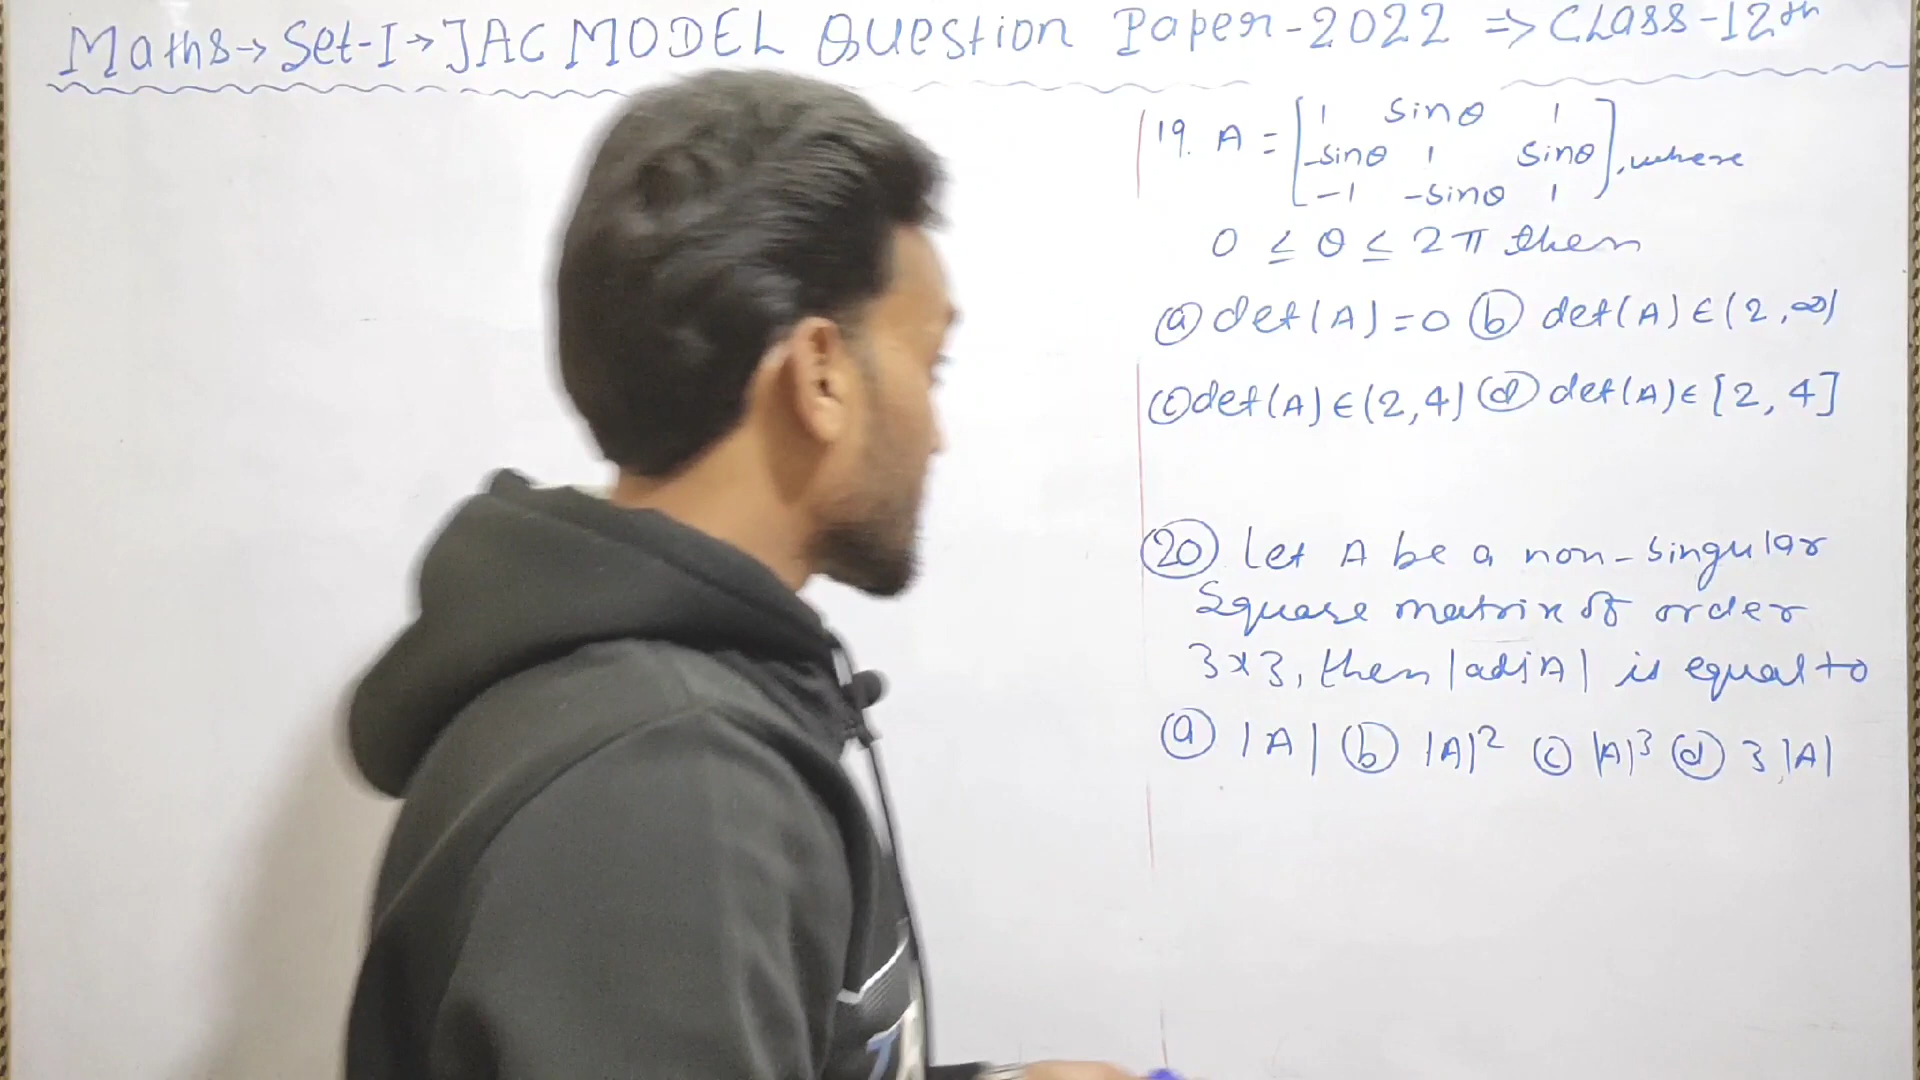 Maths→Set-I→JAC MODEL Question Paper-2022 ⇒ Class-12th
19. A = [1 sinθ 1
-sinθ 1 sinθ], where
-1 -sinθ 1
0 ≤ θ ≤ 2π then
(a) det(A)=0 (b) det(A)∈(2,∞)
(c) det(A)∈(2,4) (d) det(A)∈[2,4]
(20) Let A be a non-singular
Square matrix of order
3×3, then |adjA| is equal to
(a) |A| (b) |A|² (c) |A|³ (d) 3|A|